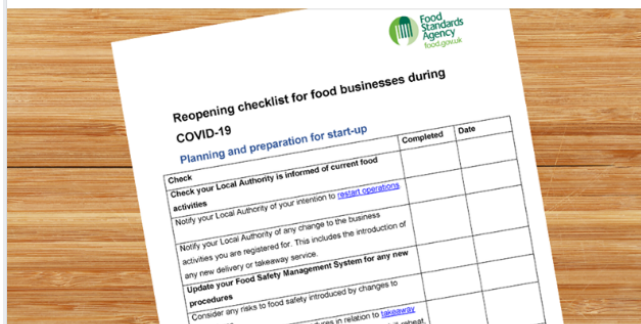 Food
Standards
Agency
food.gov.uk
Reopening checklist for food businesses during
COVID-19
Planning and preparation for start-up
Check
Completed
Date
Check your Local Authority is informed of current food
activities
Notify your Local Authority of your intention to restart operations
Notify your Local Authority of any change to the business
activities you are registered for. This includes the introduction of
any new delivery or takeaway service.
Update your Food Safety Management System for any new
procedures
Consider any risks to food safety introduced by changes to
in relation to takeaway
reheat,